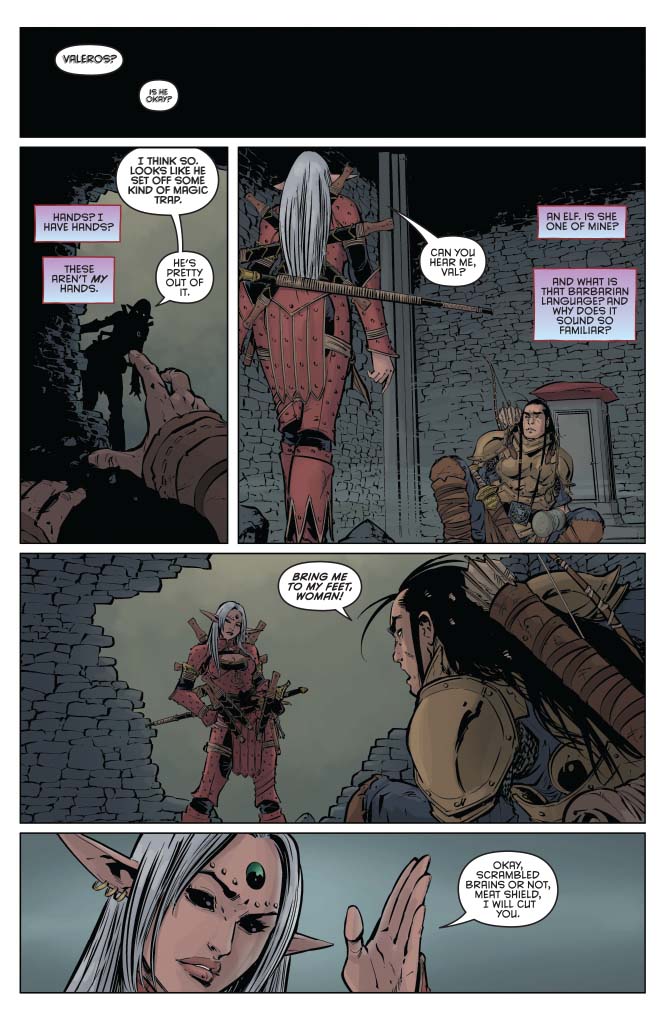 VALEROS?
IS HE
OKAY?
I THINK SO.
LOOKS LIKE HE
SET OFF SOME
KIND OF MAGIC
TRAP.
HANDS? I
HAVE HANDS?
HE'S
PRETTY
OUT OF
IT.
THESE
AREN'T MY
HANDS.
CAN YOU
HEAR ME,
VAL?
AN ELF. IS SHE
ONE OF MINE?
AND WHAT IS
THAT BARBARIAN
LANGUAGE? AND
WHY DOES IT
SOUND SO
FAMILIAR?
BRING ME
TO MY FEET,
WOMAN!
OKAY,
SCRAMBLED
BRAINS OR NOT,
MEAT SHIELD,
I WILL CUT
YOU.